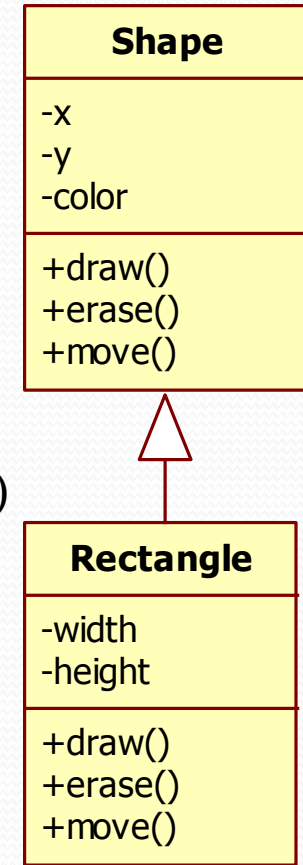 Shape
-x
-y
-color
+draw()
+erase()
+move()
)
Rectangle
-width
-height
+draw()
+erase()
+move()